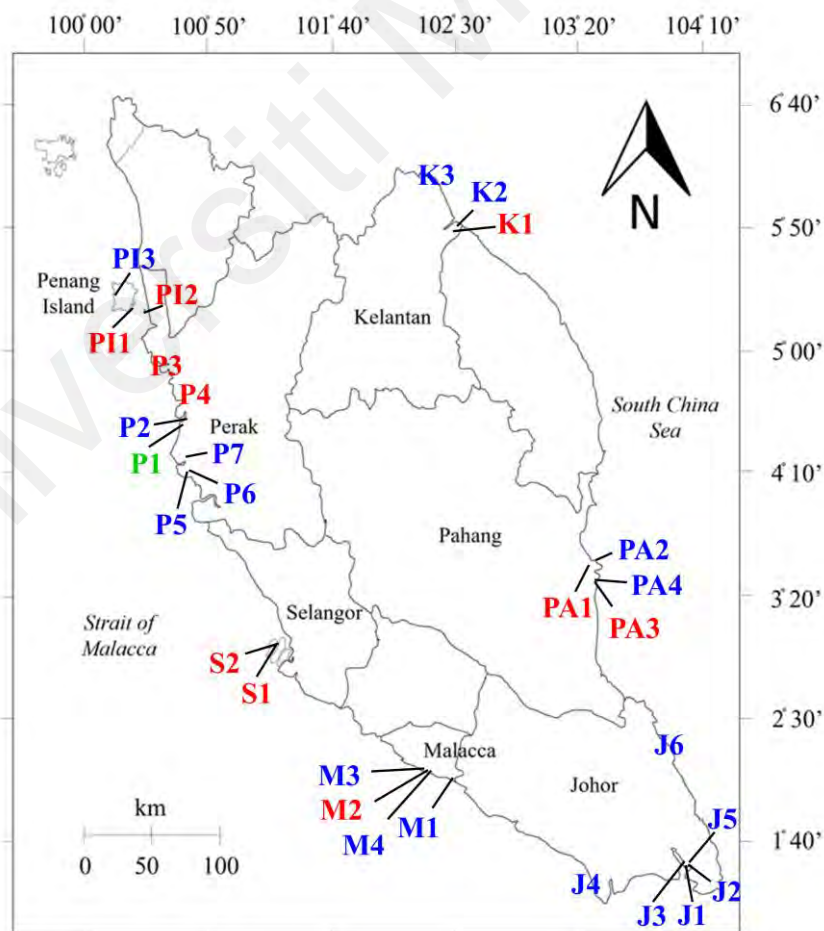 100°00’ 100°50’ 101°40’ 102°30’ 103°20’ 104°10’
6°40’
N
K3
K2
5°50’
K1
PI3
Penang
Island
PI2
Kelantan
PI1
P3
5°00’
P4
South China
Sea
P2
Perak
P1
P7
4°10’
P6
P5
Pahang
PA2
PA4
PA1
3°20’
PA3
Selangor
Strait of
Malacca
S2
S1
2°30’
J6
Malacca
M3
Johor
km
M2
M1
J5
M4
1°40’
0 50 100
J4
J2
J3
J1